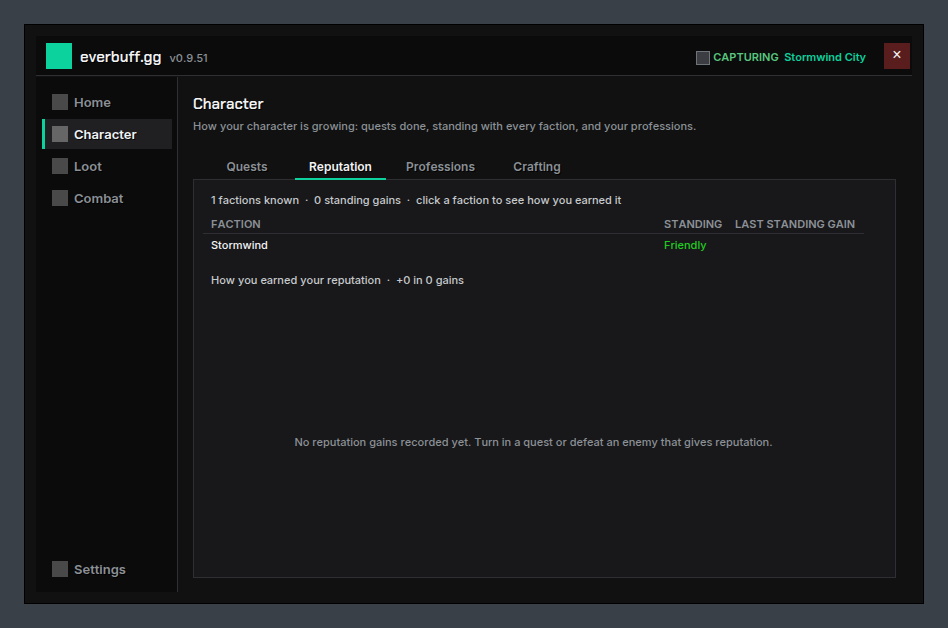 everbuff.gg v0.9.51
CAPTURING Stormwind City
×
Home
Character
Loot
Combat
Settings
Character
How your character is growing: quests done, standing with every faction, and your professions.
Quests Reputation Professions Crafting
1 factions known · 0 standing gains · click a faction to see how you earned it
FACTION STANDING LAST STANDING GAIN
Stormwind Friendly
How you earned your reputation · +0 in 0 gains
No reputation gains recorded yet. Turn in a quest or defeat an enemy that gives reputation.